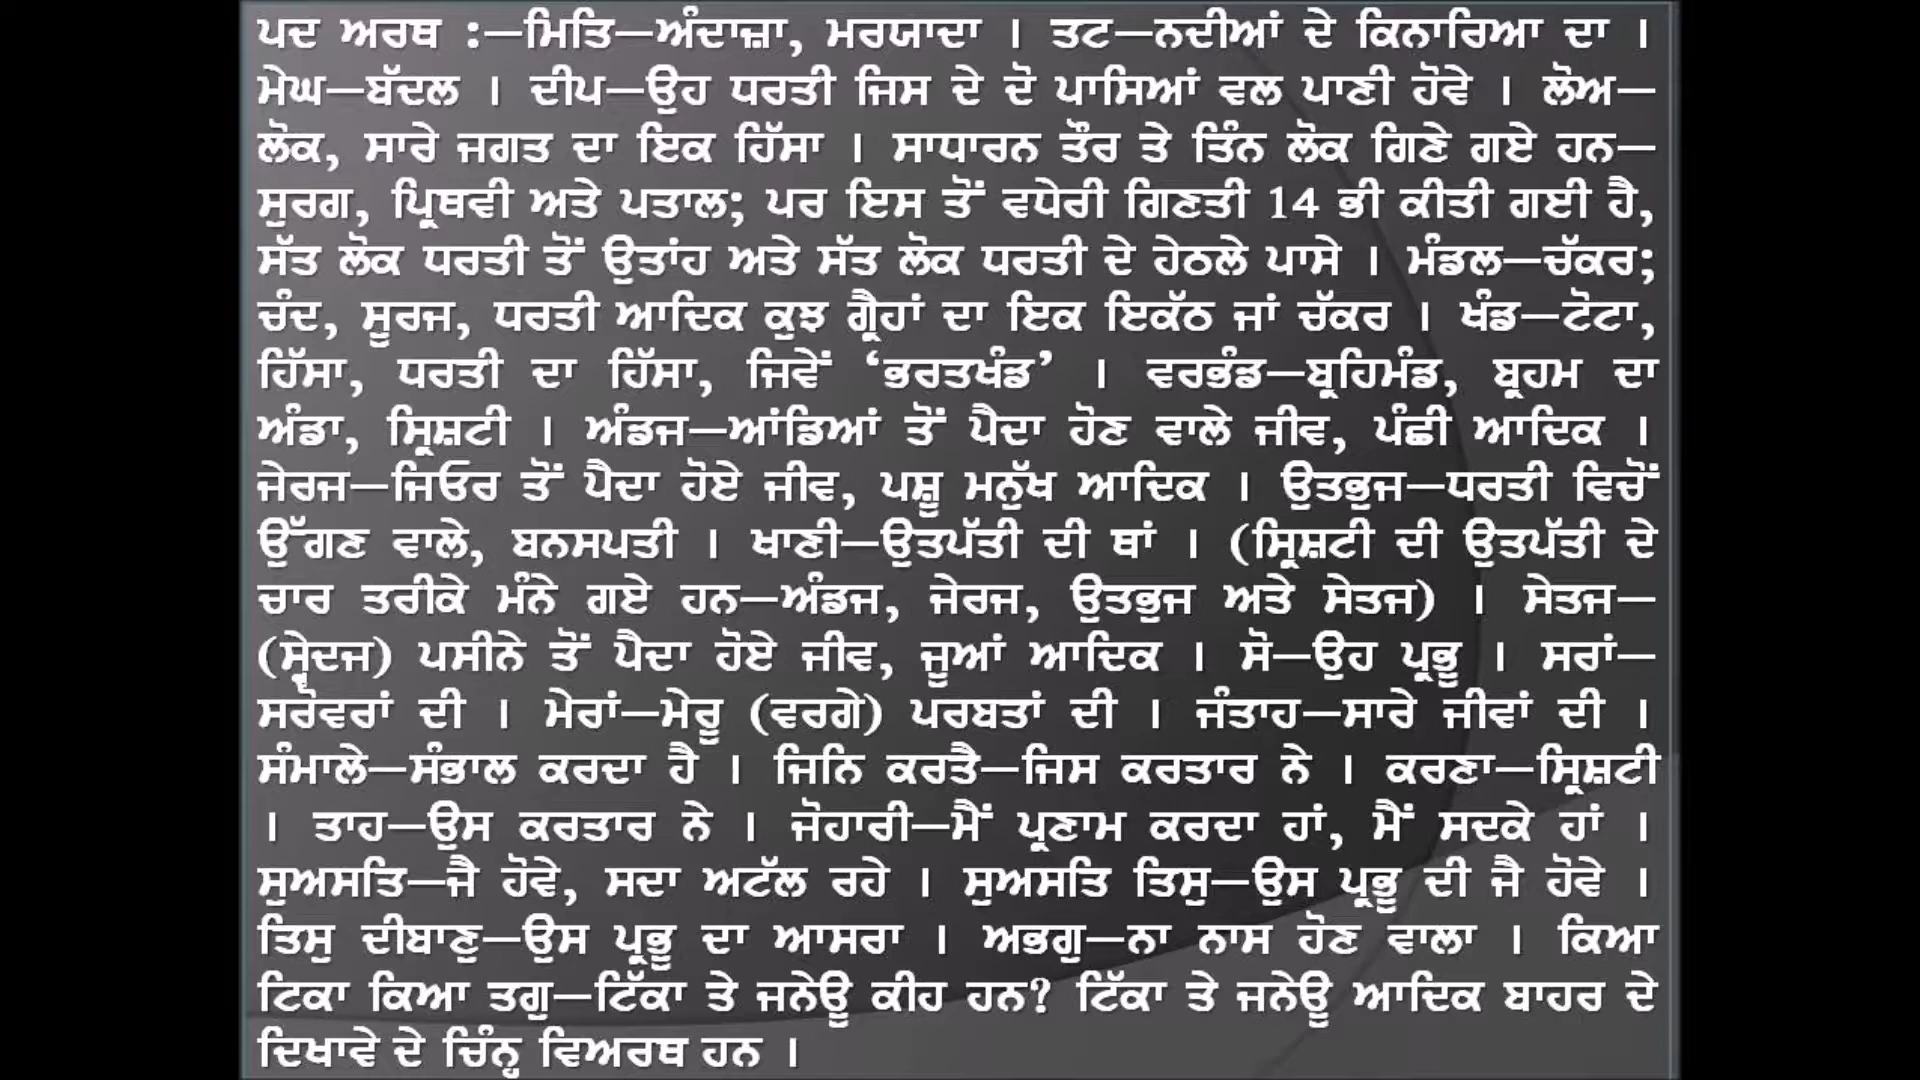 ਪਦ ਅਰਥ :—ਮਿਤਿ—ਅੰਦਾਜ਼ਾ, ਮਰਯਾਦਾ । ਤਟ—ਨਦੀਆਂ ਦੇ ਕਿਨਾਰਿਆ ਦਾ ।
ਮੇਘ—ਬੱਦਲ । ਦੀਪ—ਉਹ ਧਰਤੀ ਜਿਸ ਦੇ ਦੋ ਪਾਸਿਆਂ ਵਲ ਪਾਣੀ ਹੋਵੇ । ਲੋਅ—
ਲੋਕ, ਸਾਰੇ ਜਗਤ ਦਾ ਇਕ ਹਿੱਸਾ । ਸਾਧਾਰਨ ਤੌਰ ਤੇ ਤਿੰਨ ਲੋਕ ਗਿਣੇ ਗਏ ਹਨ—
ਸੁਰਗ, ਪ੍ਰਿਥਵੀ ਅਤੇ ਪਤਾਲ; ਪਰ ਇਸ ਤੋਂ ਵਧੇਰੀ ਗਿਣਤੀ 14 ਭੀ ਕੀਤੀ ਗਈ ਹੈ,
ਸੱਤ ਲੋਕ ਧਰਤੀ ਤੋਂ ਉਤਾਂਹ ਅਤੇ ਸੱਤ ਲੋਕ ਧਰਤੀ ਦੇ ਹੇਠਲੇ ਪਾਸੇ । ਮੰਡਲ—ਚੱਕਰ;
ਚੰਦ, ਸੂਰਜ, ਧਰਤੀ ਆਦਿਕ ਕੁਝ ਗ੍ਰੈਹਾਂ ਦਾ ਇਕ ਇਕੱਠ ਜਾਂ ਚੱਕਰ । ਖੰਡ—ਟੋਟਾ,
ਹਿੱਸਾ, ਧਰਤੀ ਦਾ ਹਿੱਸਾ, ਜਿਵੇਂ ‘ਭਰਤਖੰਡ’ । ਵਰਭੰਡ—ਬ੍ਰਹਿਮੰਡ, ਬ੍ਰਹਮ ਦਾ
ਅੰਡਾ, ਸ੍ਰਿਸ਼ਟੀ । ਅੰਡਜ—ਆਂਡਿਆਂ ਤੋਂ ਪੈਦਾ ਹੋਣ ਵਾਲੇ ਜੀਵ, ਪੰਛੀ ਆਦਿਕ ।
ਜੇਰਜ—ਜਿਓਰ ਤੋਂ ਪੈਦਾ ਹੋਏ ਜੀਵ, ਪਸ਼ੂ ਮਨੁੱਖ ਆਦਿਕ । ਉਤਭੁਜ—ਧਰਤੀ ਵਿਚੋਂ
ਉੱਗਣ ਵਾਲੇ, ਬਨਸਪਤੀ । ਖਾਣੀ—ਉਤਪੱਤੀ ਦੀ ਥਾਂ । (ਸ੍ਰਿਸ਼ਟੀ ਦੀ ਉਤਪੱਤੀ ਦੇ
ਚਾਰ ਤਰੀਕੇ ਮੰਨੇ ਗਏ ਹਨ—ਅੰਡਜ, ਜੇਰਜ, ਉਤਭੁਜ ਅਤੇ ਸੇਤਜ) । ਸੇਤਜ—
(ਸ੍ਵੇਦਜ) ਪਸੀਨੇ ਤੋਂ ਪੈਦਾ ਹੋਏ ਜੀਵ, ਜੂਆਂ ਆਦਿਕ । ਸੋ—ਉਹ ਪ੍ਰਭੂ । ਸਰਾਂ—
ਸਰੋਵਰਾਂ ਦੀ । ਮੇਰਾਂ—ਮੇਰੂ (ਵਰਗੇ) ਪਰਬਤਾਂ ਦੀ । ਜੰਤਾਹ—ਸਾਰੇ ਜੀਵਾਂ ਦੀ ।
ਸੰਮਾਲੇ—ਸੰਭਾਲ ਕਰਦਾ ਹੈ । ਜਿਨਿ ਕਰਤੈ—ਜਿਸ ਕਰਤਾਰ ਨੇ । ਕਰਣਾ—ਸ੍ਰਿਸ਼ਟੀ
। ਤਾਹ—ਉਸ ਕਰਤਾਰ ਨੇ । ਜੋਹਾਰੀ—ਮੈਂ ਪ੍ਰਣਾਮ ਕਰਦਾ ਹਾਂ, ਮੈਂ ਸਦਕੇ ਹਾਂ ।
ਸੁਅਸਤਿ—ਜੈ ਹੋਵੇ, ਸਦਾ ਅਟੱਲ ਰਹੇ । ਸੁਅਸਤਿ ਤਿਸੁ—ਉਸ ਪ੍ਰਭੂ ਦੀ ਜੈ ਹੋਵੇ ।
ਤਿਸੁ ਦੀਬਾਣੁ—ਉਸ ਪ੍ਰਭੂ ਦਾ ਆਸਰਾ । ਅਭਗੁ—ਨਾ ਨਾਸ ਹੋਣ ਵਾਲਾ । ਕਿਆ
ਟਿਕਾ ਕਿਆ ਤਗੁ—ਟਿੱਕਾ ਤੇ ਜਨੇਊ ਕੀਹ ਹਨ? ਟਿੱਕਾ ਤੇ ਜਨੇਊ ਆਦਿਕ ਬਾਹਰ ਦੇ
ਦਿਖਾਵੇ ਦੇ ਚਿੰਨ੍ਹ ਵਿਅਰਥ ਹਨ ।